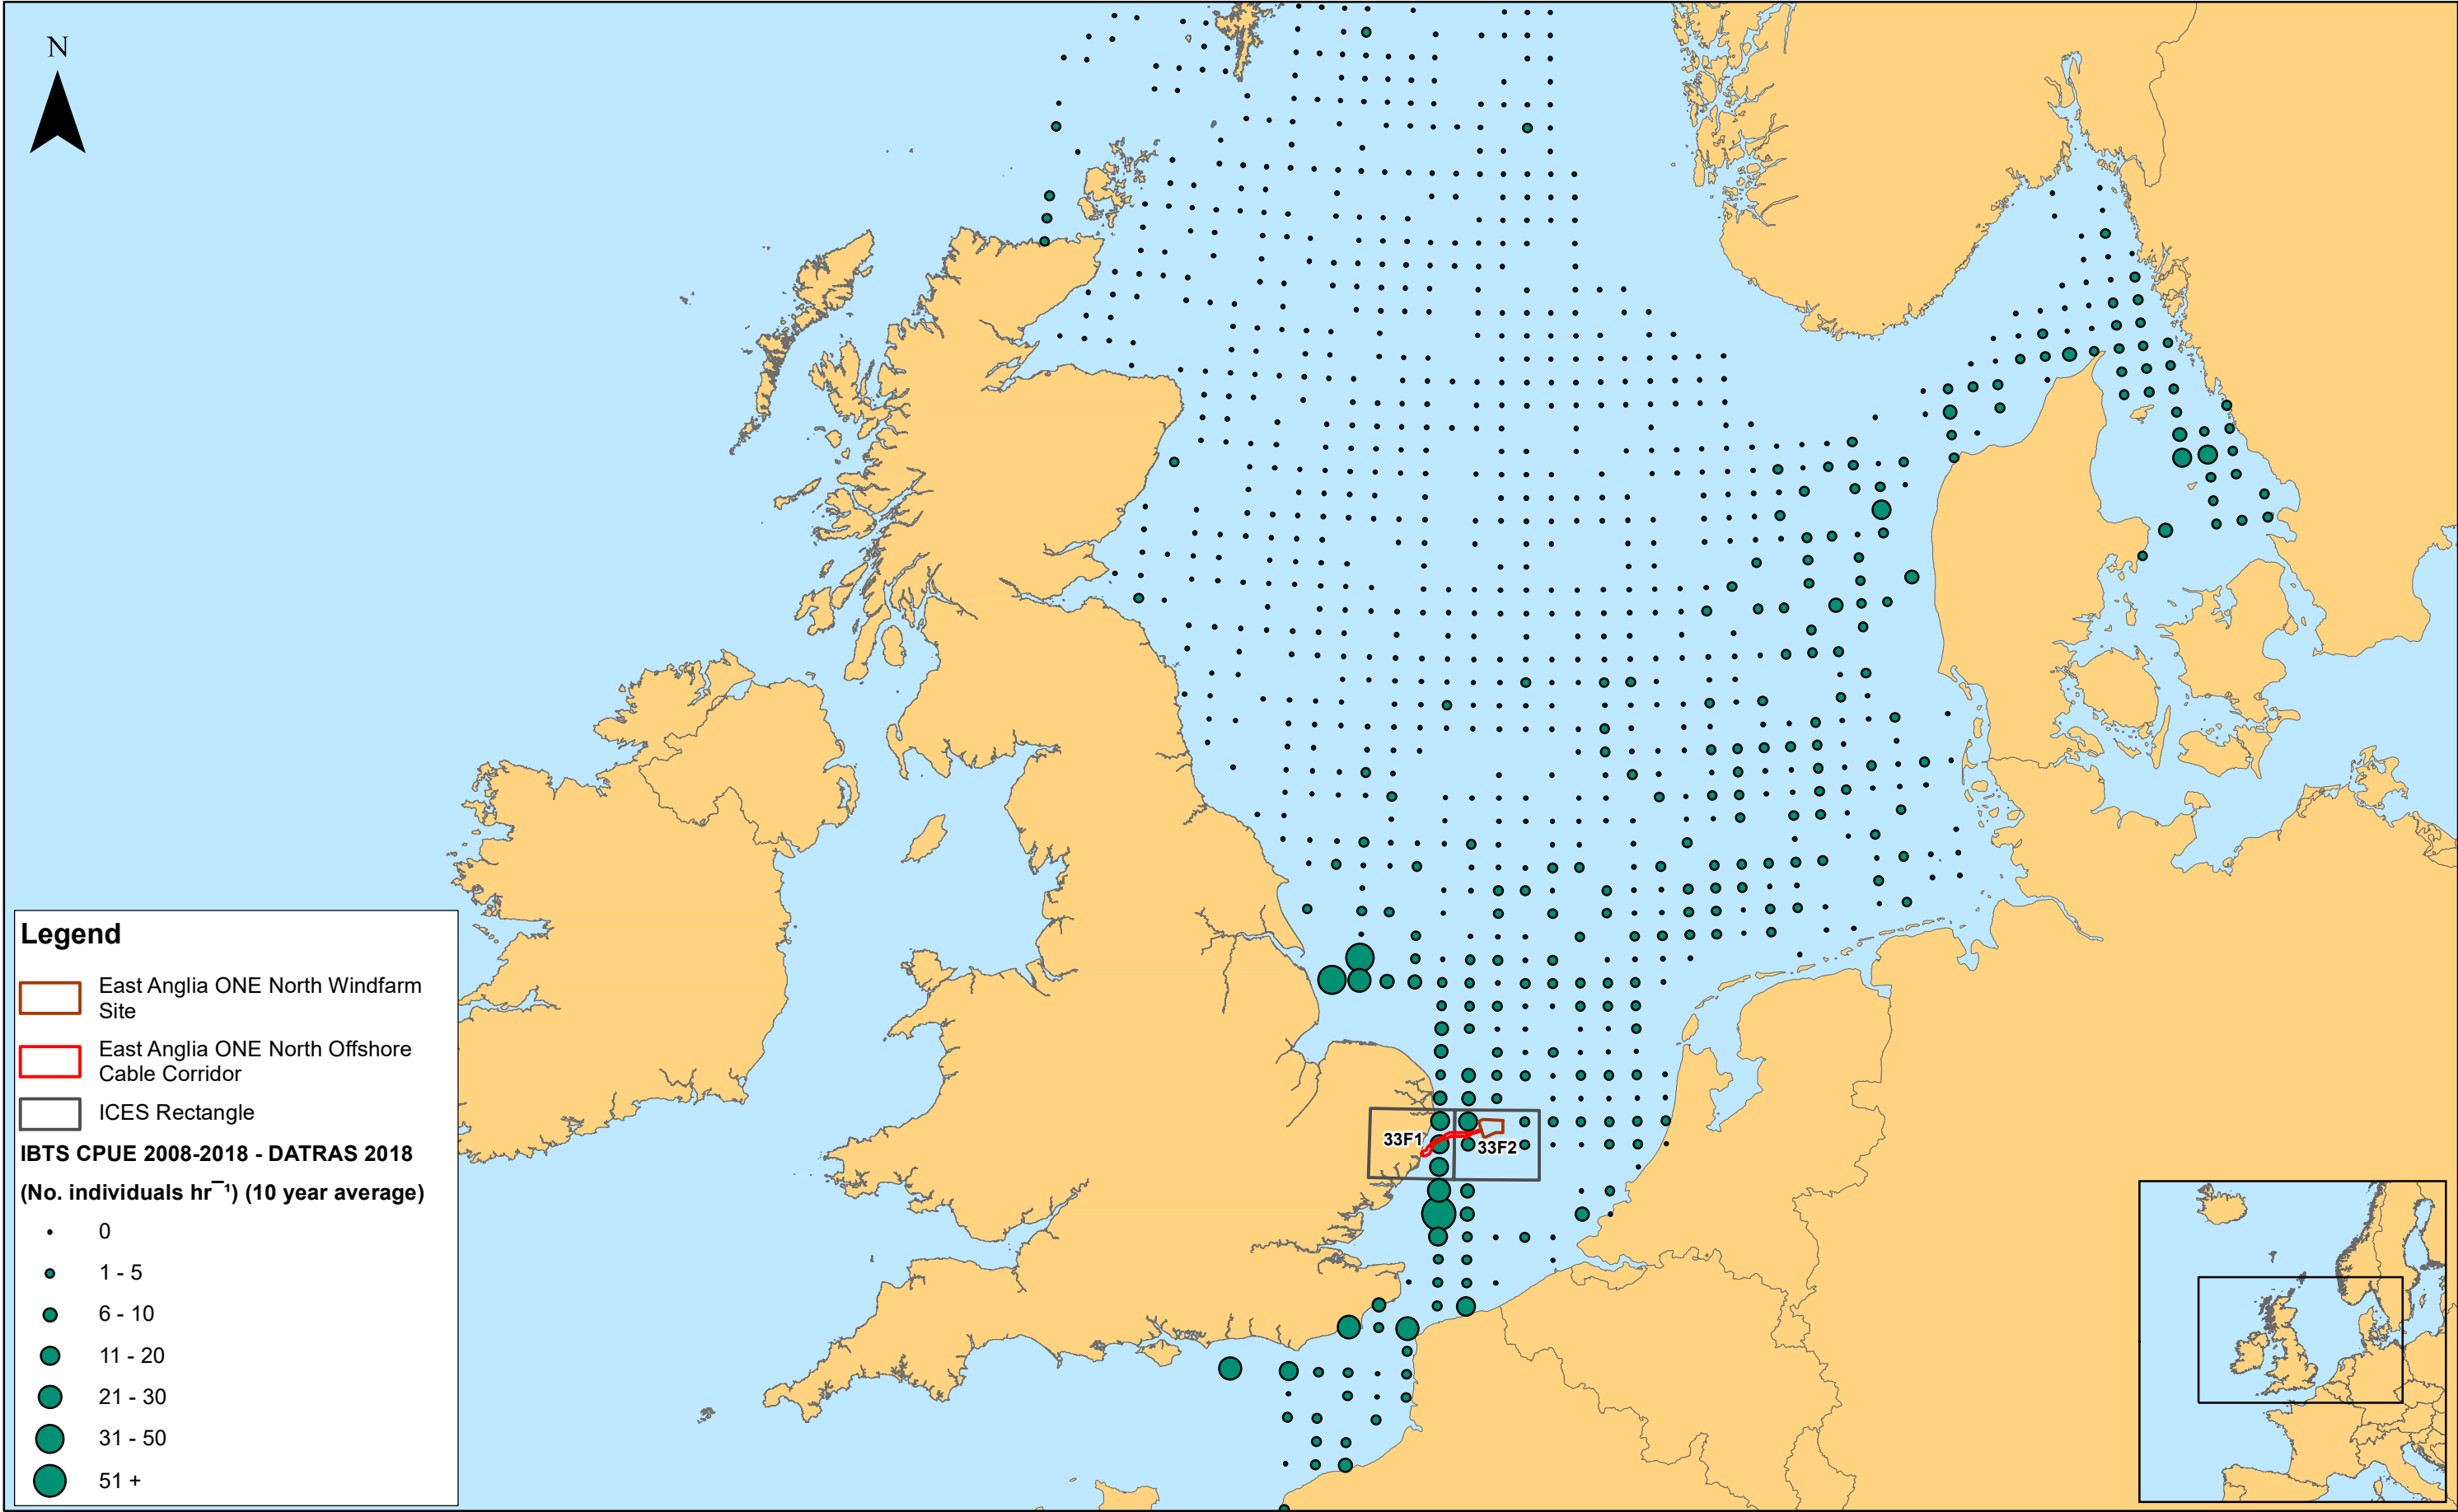 N
33F1
33F2
Legend
East Anglia ONE North Windfarm
Site
East Anglia ONE North Offshore
Cable Corridor
ICES Rectangle
IBTS CPUE 2008-2018 - DATRAS 2018
(No. individuals hr⁻¹) (10 year average)
0
1 - 5
6 - 10
11 - 20
21 - 30
31 - 50
51 +